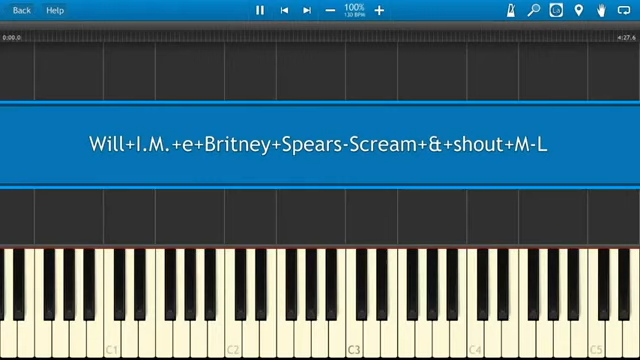 Back Help 100% 130 BPM
0:00.0 4:27.6
Will+I.M.+e+Britney+Spears-Scream+&+shout+M-L
C1 C2 C3 C4 C5